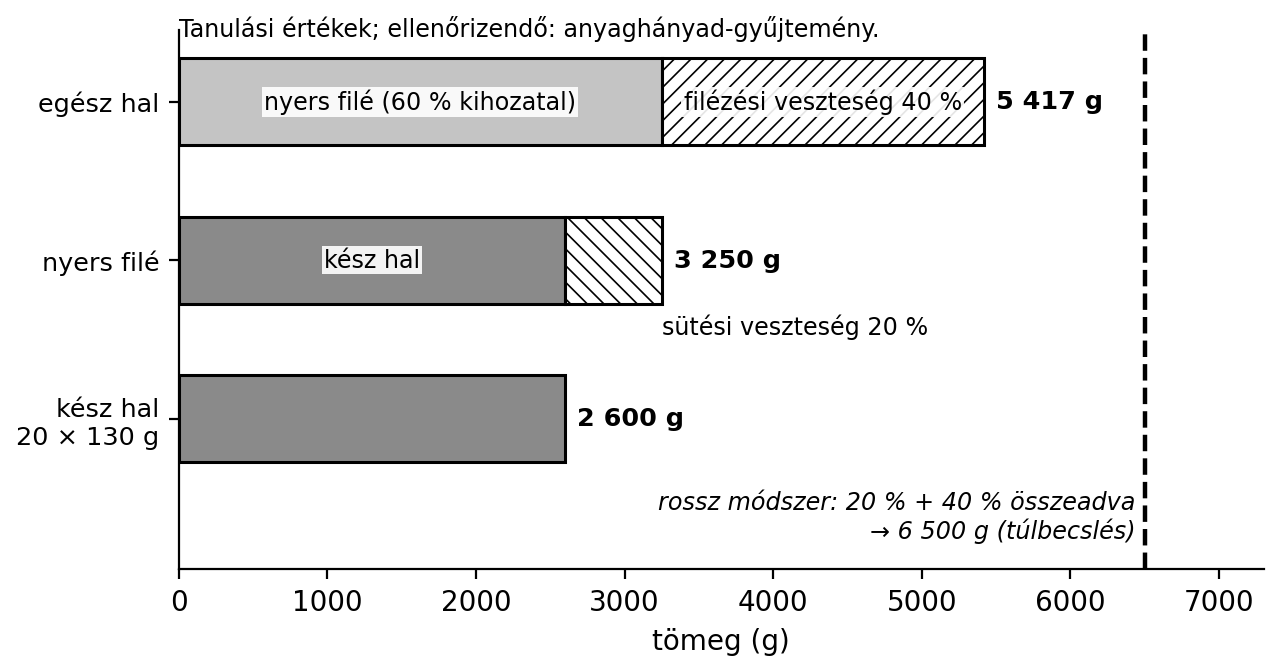 Tanulási értékek; ellenőrizendő: anyaghányad-gyűjtemény.
egész hal
nyers filé (60 % kihozatal)
filézési veszteség 40 %
5 417 g
nyers filé
kész hal
3 250 g
sütési veszteség 20 %
kész hal
20 × 130 g
2 600 g
rossz módszer: 20 % + 40 % összeadva
→ 6 500 g (túlbecslés)
0 1000 2000 3000 4000 5000 6000 7000
tömeg (g)